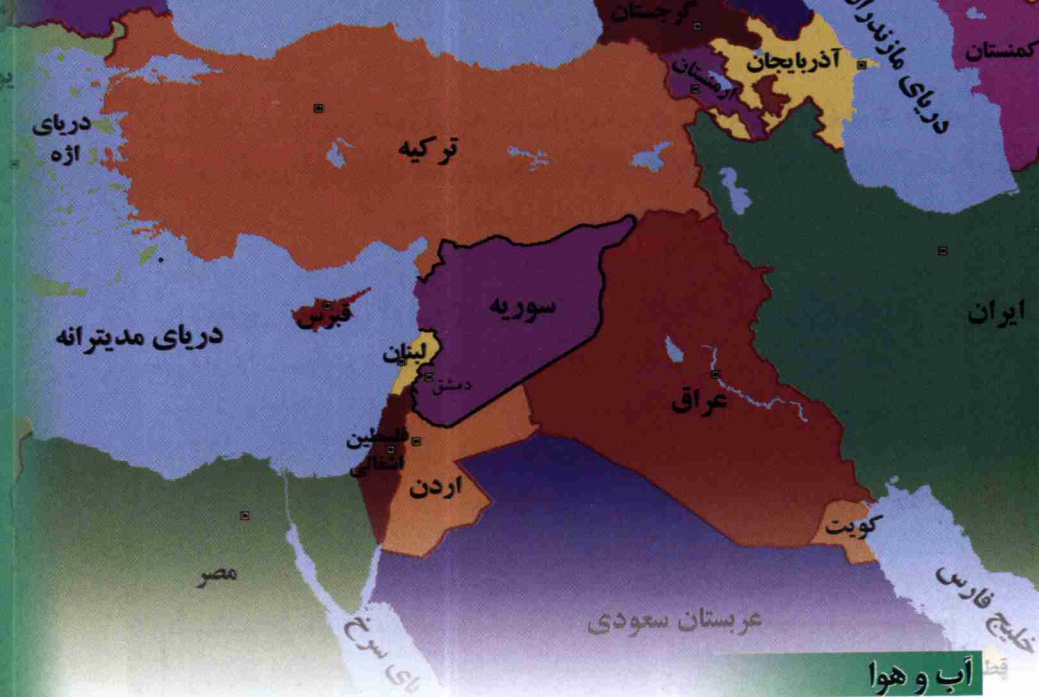 گرجستان
آذربایجان
ارمنستان
دریای مازندران
دریای
اژه
ترکیه
سوریه
ایران
قبرس
دریای مدیترانه
لبنان
دمشق
عراق
فلسطین
اشغالی
اردن
کویت
مصر
خلیج فارس
عربستان سعودی
سرخ
آب و هوا